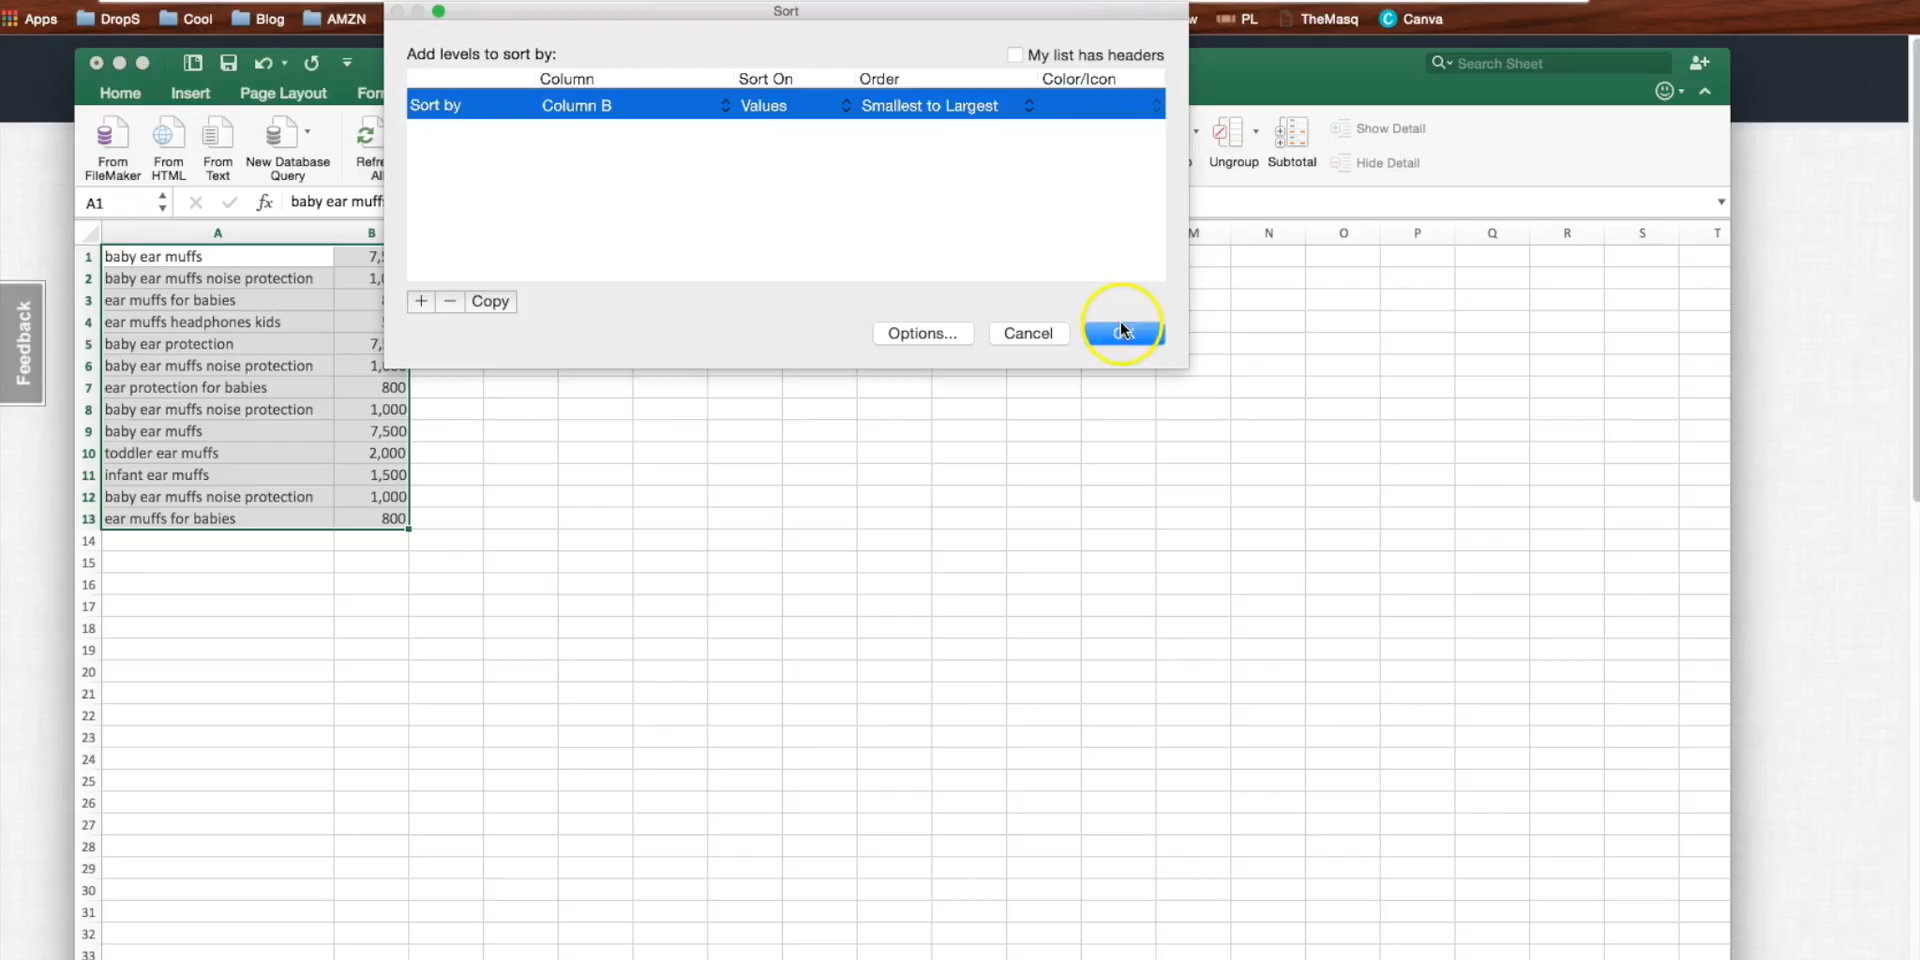 Apps DropS Cool Blog AMZN PL TheMasq Canva
Sort
Add levels to sort by: My list has headers
Column Sort On Order Color/Icon
Sort by Column B Values Smallest to Largest
+ − Copy
Options... Cancel
Search Sheet
Home Insert Page Layout
From FileMaker
From HTML
From Text
New Database Query
Ungroup Subtotal
Show Detail
Hide Detail
A1 fx baby ear muffs
A B M N O P Q R S T
1 baby ear muffs
2 baby ear muffs noise protection
3 ear muffs for babies
4 ear muffs headphones kids
5 baby ear protection
6 baby ear muffs noise protection
7 ear protection for babies 800
8 baby ear muffs noise protection 1,000
9 baby ear muffs 7,500
10 toddler ear muffs 2,000
11 infant ear muffs 1,500
12 baby ear muffs noise protection 1,000
13 ear muffs for babies 800
14
15
16
17
18
19
20
21
22
23
24
25
26
27
28
29
30
31
32
33
Feedback